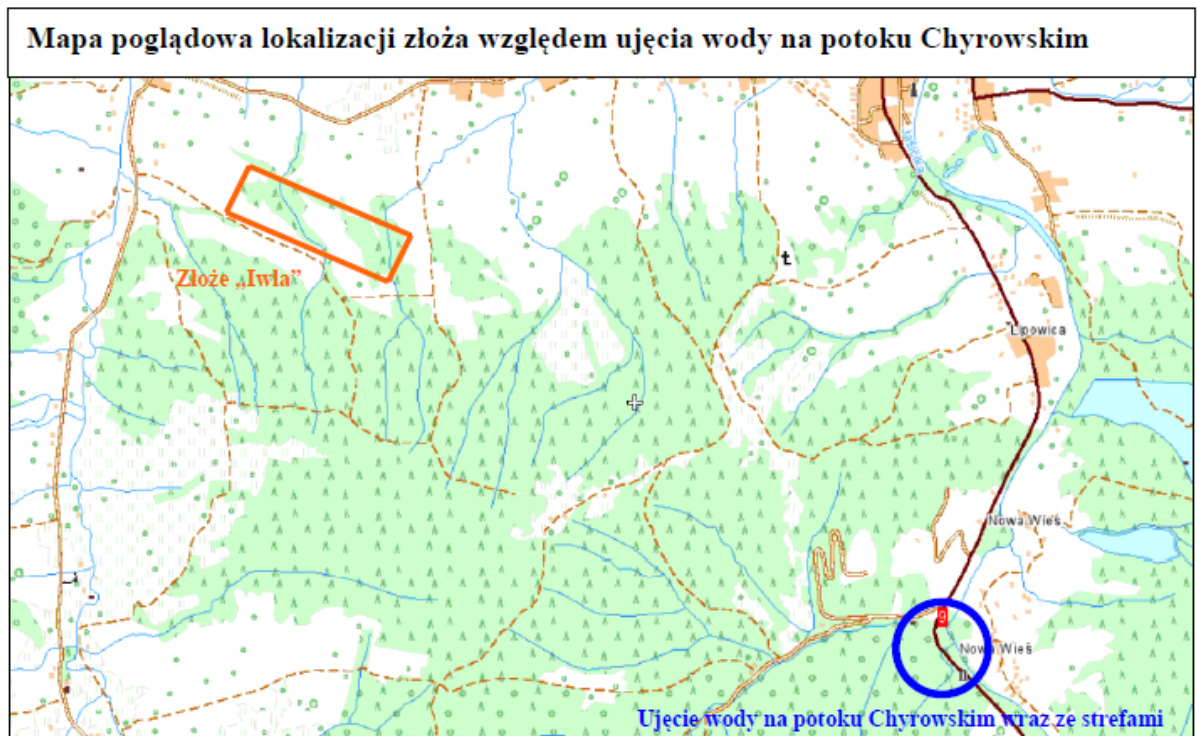 Mapa poglądowa lokalizacji złoża względem ujęcia wody na potoku Chyrowskim
Złoże „Iwla”
Lipowica
Nowa Wieś
Nowa Wieś
Ujęcie wody na potoku Chyrowskim wraz ze strefami